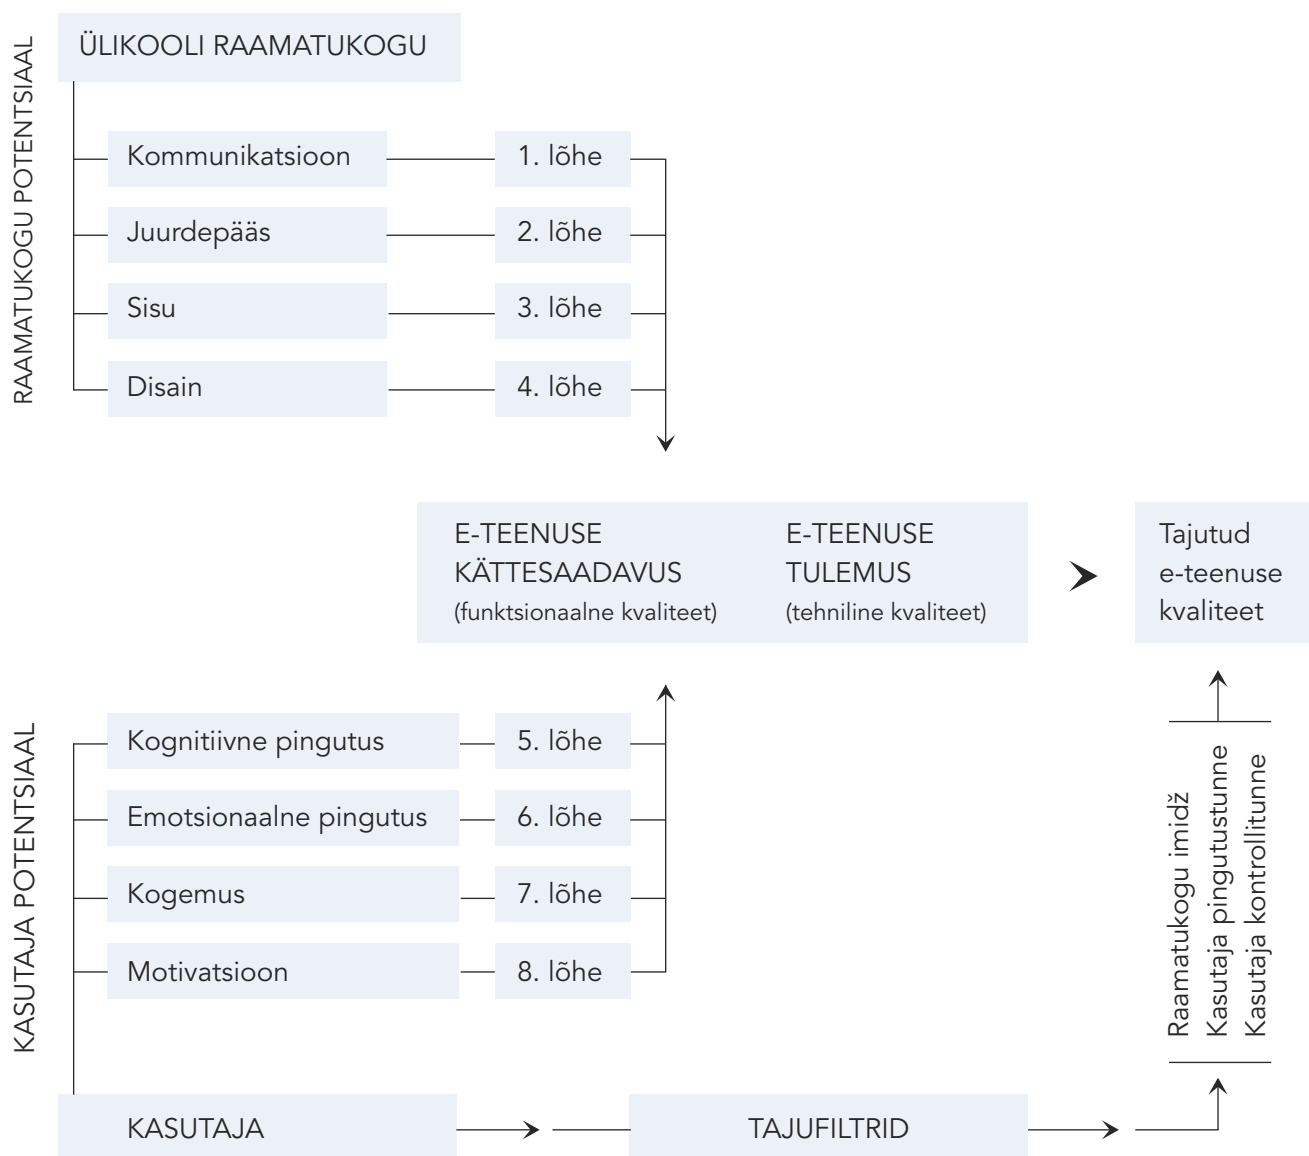 RAAMATUKOGU POTENTSIAAL
ÜLIKOOLI RAAMATUKOGU
Kommunikatsioon
1. lõhe
Juurdepääs
2. lõhe
Sisu
3. lõhe
Disain
4. lõhe
E-TEENUSE
KÄTTESAADAVUS
(funktsionaalne kvaliteet)
E-TEENUSE
TULEMUS
(tehniline kvaliteet)
Tajutud
e-teenuse
kvaliteet
KASUTAJA POTENTSIAAL
Kognitiivne pingutus
5. lõhe
Emotsionaalne pingutus
6. lõhe
Kogemus
7. lõhe
Motivatsioon
8. lõhe
Raamatukogu imidž
Kasutaja pingutustunne
Kasutaja kontrollitunne
KASUTAJA
TAJUFILTRID